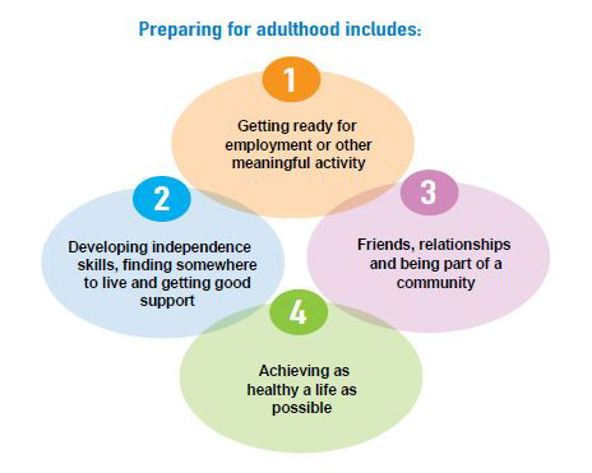 Preparing for adulthood includes:
1
Getting ready for
employment or other
meaningful activity
2
Developing independence
skills, finding somewhere
to live and getting good
support
3
Friends, relationships
and being part of a
community
4
Achieving as
healthy a life as
possible